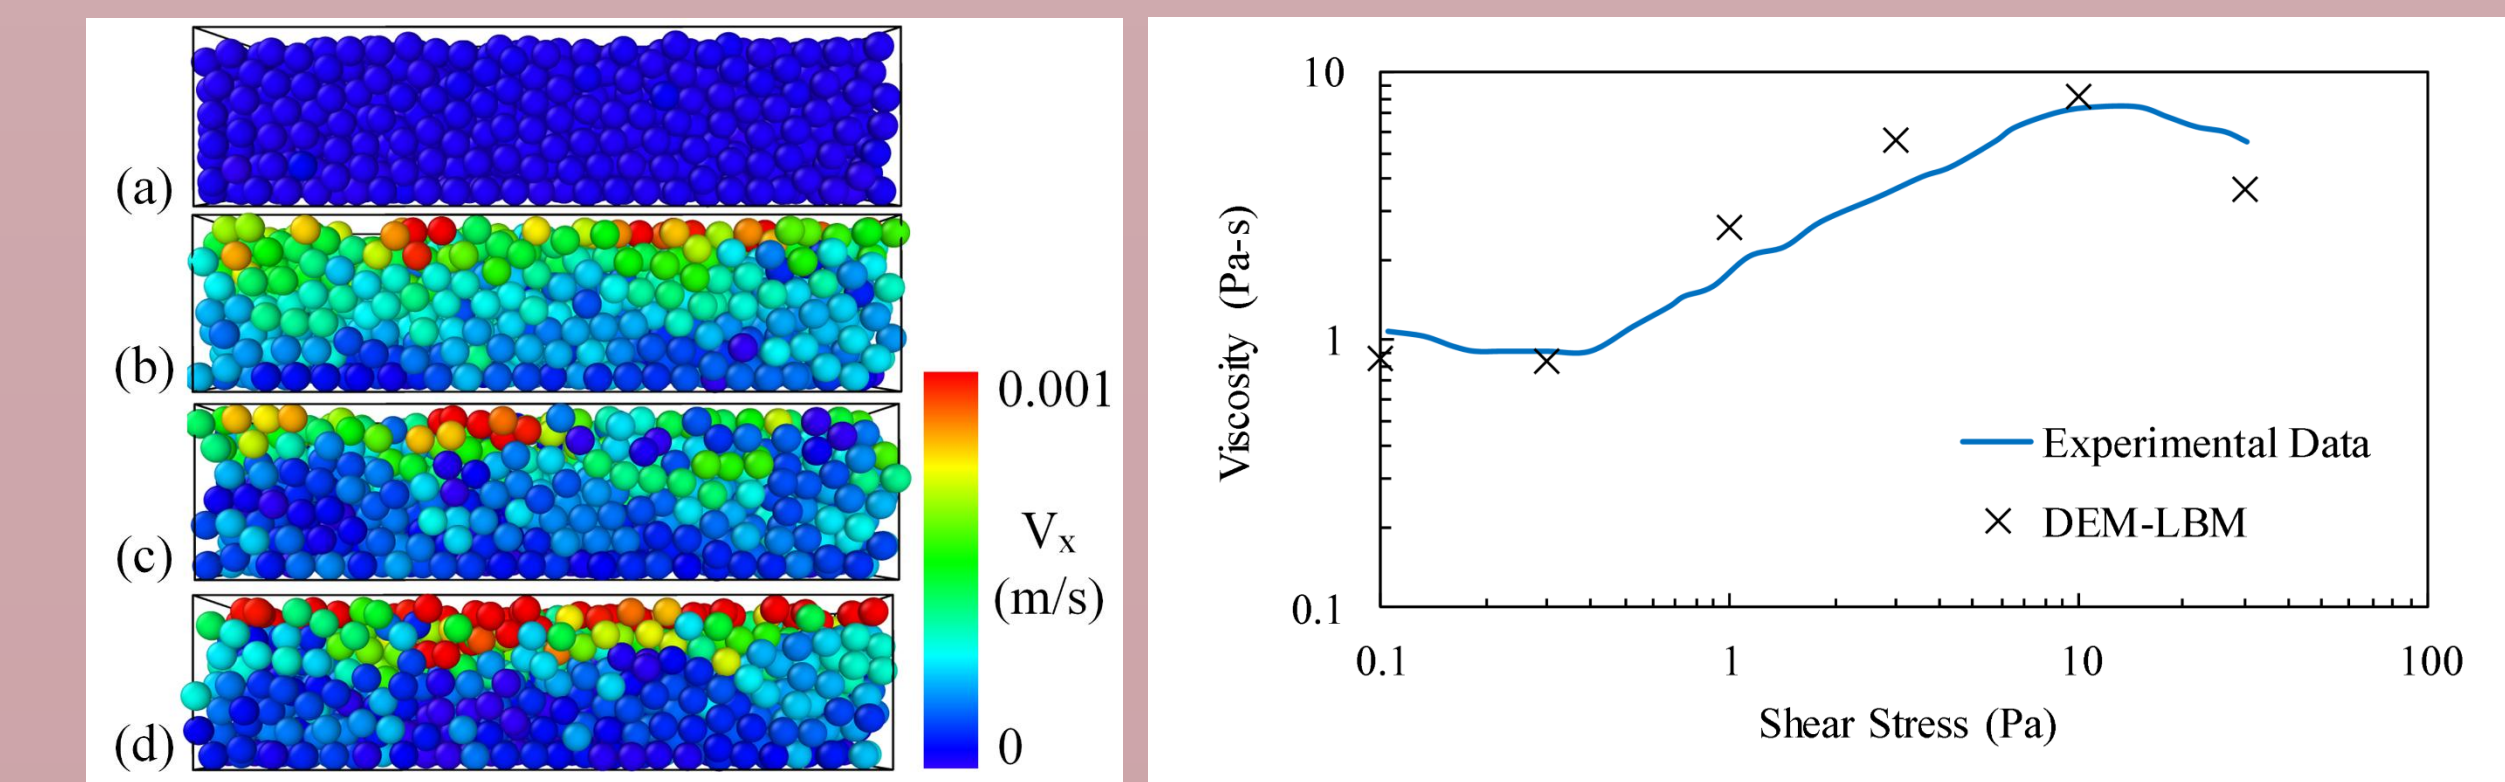 (a)
(b)
(c)
(d)
0.001
Vx
(m/s)
0
10
1
0.1
Viscosity (Pa-s)
Experimental Data
DEM-LBM
0.1
1
10
100
Shear Stress (Pa)